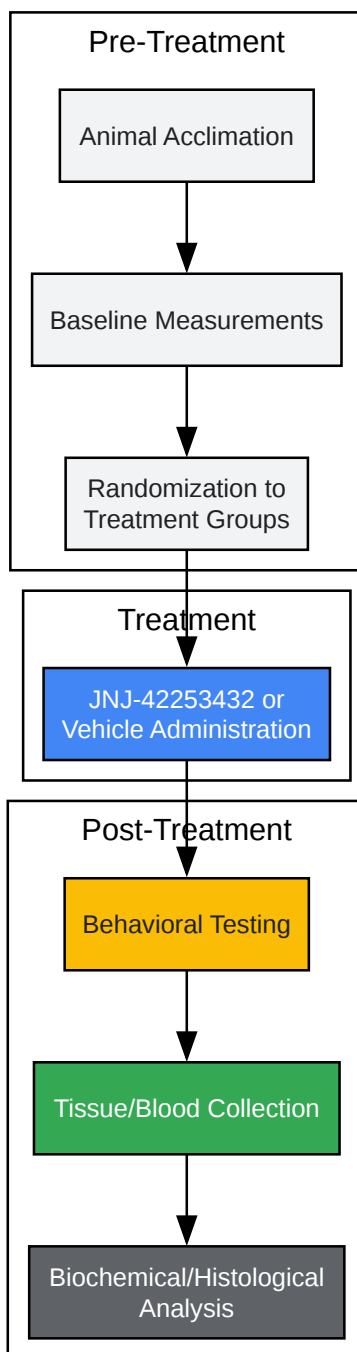 Pre-Treatment
Animal Acclimation
Baseline Measurements
Randomization to
Treatment Groups
Treatment
JNJ-42253432 or
Vehicle Administration
Post-Treatment
Behavioral Testing
Tissue/Blood Collection
Biochemical/Histological
Analysis